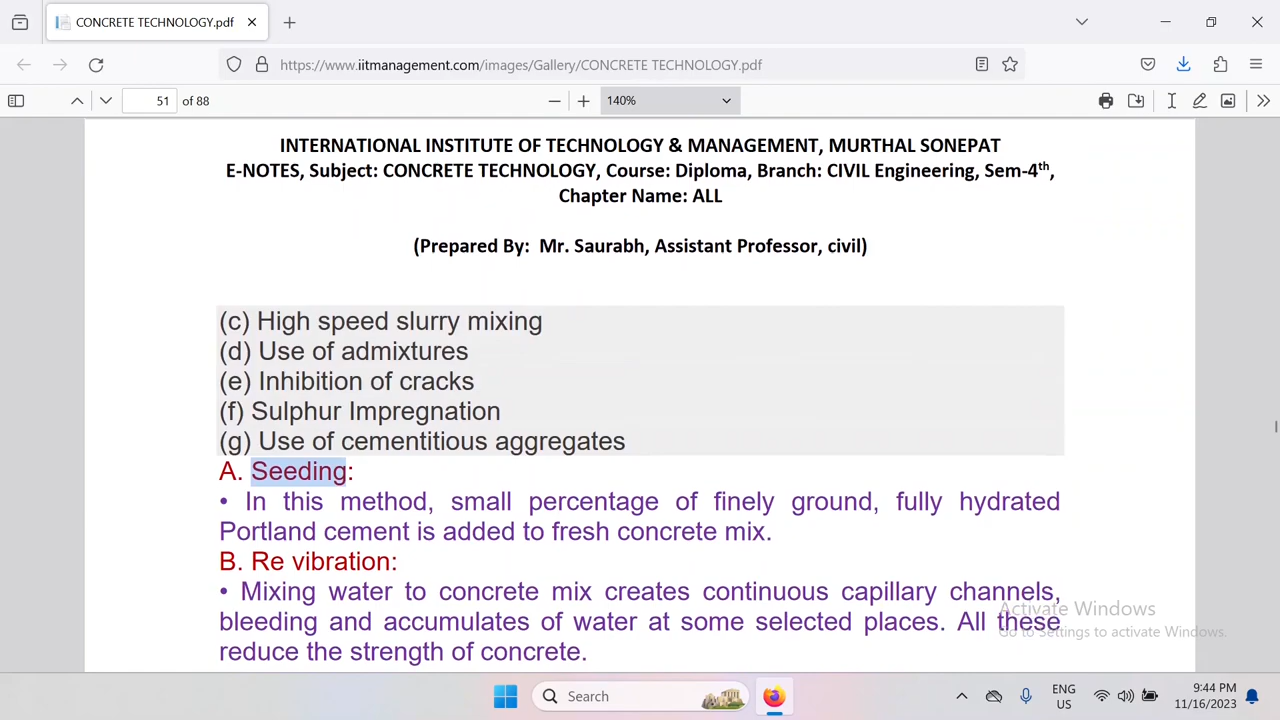 CONCRETE TECHNOLOGY.pdf
https://www.iitmanagement.com/images/Gallery/CONCRETE TECHNOLOGY.pdf
51 of 88
140%
INTERNATIONAL INSTITUTE OF TECHNOLOGY & MANAGEMENT, MURTHAL SONEPAT
E-NOTES, Subject: CONCRETE TECHNOLOGY, Course: Diploma, Branch: CIVIL Engineering, Sem-4th,
Chapter Name: ALL
(Prepared By: Mr. Saurabh, Assistant Professor, civil)
(c) High speed slurry mixing
(d) Use of admixtures
(e) Inhibition of cracks
(f) Sulphur Impregnation
(g) Use of cementitious aggregates
A. Seeding:
• In this method, small percentage of finely ground, fully hydrated
Portland cement is added to fresh concrete mix.
B. Re vibration:
• Mixing water to concrete mix creates continuous capillary channels,
bleeding and accumulates of water at some selected places. All these
reduce the strength of concrete.
Activate Windows
Go to Settings to activate Windows.
Search
ENG
US
9:44 PM
11/16/2023